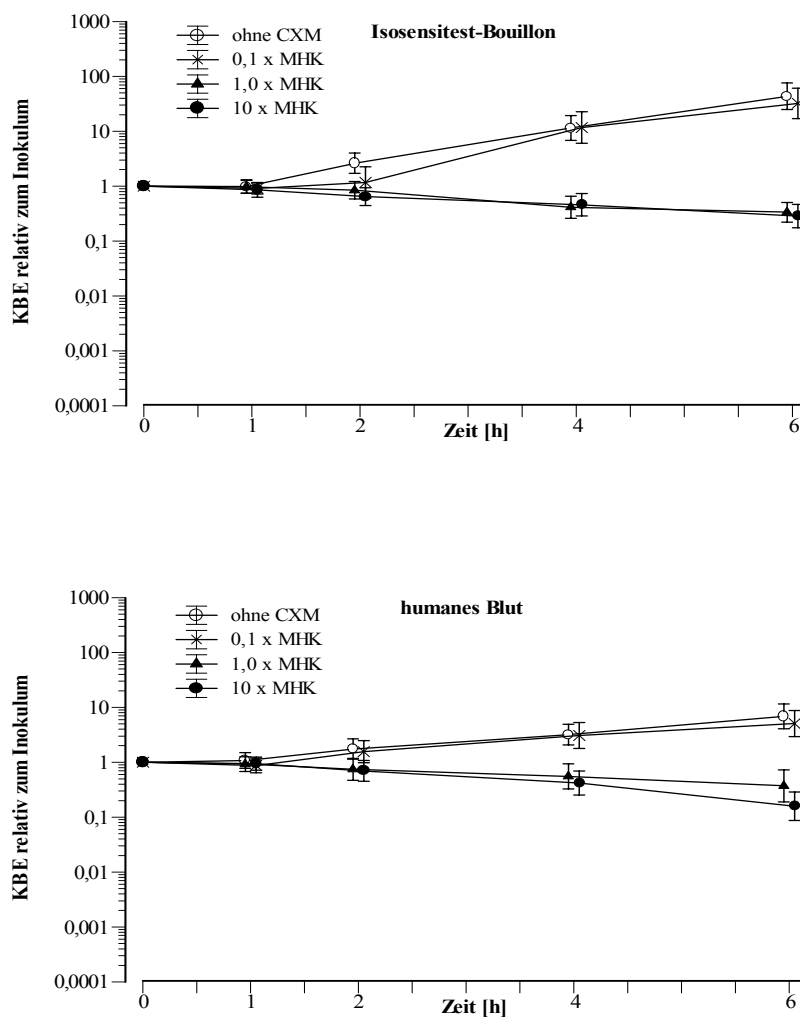 Isosensitest-Bouillon
ohne CXM
0,1 x MHK
1,0 x MHK
10 x MHK
KBE relativ zum Inokulum
1000
100
10
1
0,1
0,01
0,001
0,0001
0 1 2 4 6
Zeit [h]
humanes Blut
ohne CXM
0,1 x MHK
1,0 x MHK
10 x MHK
KBE relativ zum Inokulum
1000
100
10
1
0,1
0,01
0,001
0,0001
0 1 2 4 6
Zeit [h]